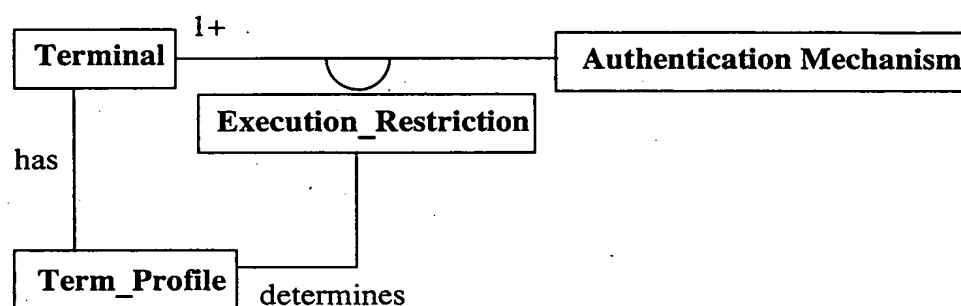 1+
Terminal
Authentication Mechanism
Execution_Restriction
has
Term_Profile
determines